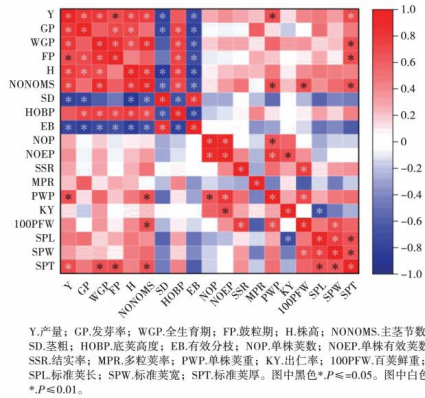 Y
GP
WGP
FP
H
NONOMS
SD
HOBP
EB
NOP
NOEP
SSR
MPR
PWP
KY
100PFW
SPL
SPW
SPT
Y GP WGP FP H NONOMS SD HOBP EB NOP NOEP SSR MPR PWP KY 100PFW SPL SPW SPT
1.0
0.8
0.6
0.4
0.2
0
−0.2
−0.4
−0.6
−0.8
−1.0
Y.产量; GP.发芽率; WGP.全生育期; FP.鼓粒期; H.株高; NONOMS.主茎节数
SD.茎粗; HOBP.底荚高度; EB.有效分枝; NOP.单株荚数; NOEP.单株有效荚数
SSR.结实率; MPR.多粒荚率; PWP.单株荚重; KY.出仁率; 100PFW.百荚鲜重;
SPL.标准荚长; SPW.标准荚宽; SPT.标准荚厚。图中黑色*.P≤=0.05。图中白色
*.P≤0.01。